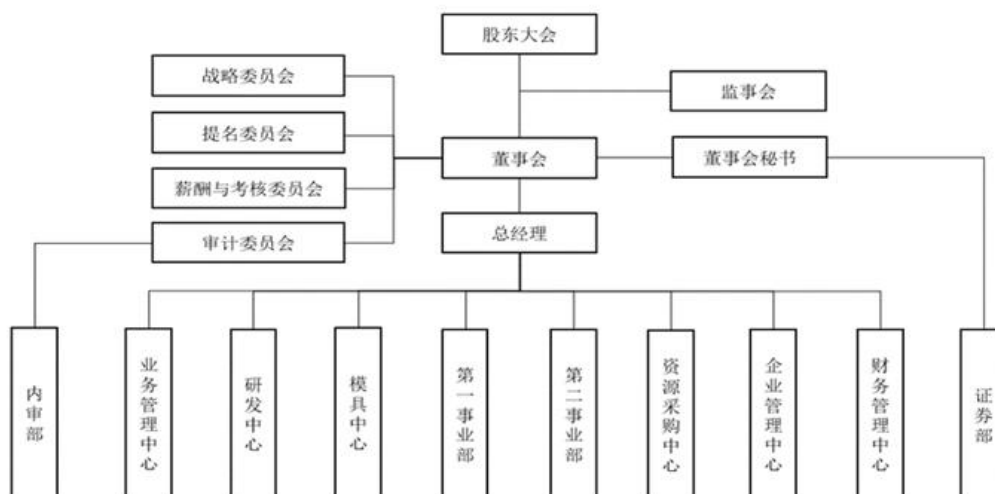 股东大会
战略委员会
监事会
提名委员会
董事会
董事会秘书
薪酬与考核委员会
总经理
审计委员会
内审部
业务管理中心
研发中心
模具中心
第一事业部
第二事业部
资源采购中心
企业管理中心
财务管理中心
证券部